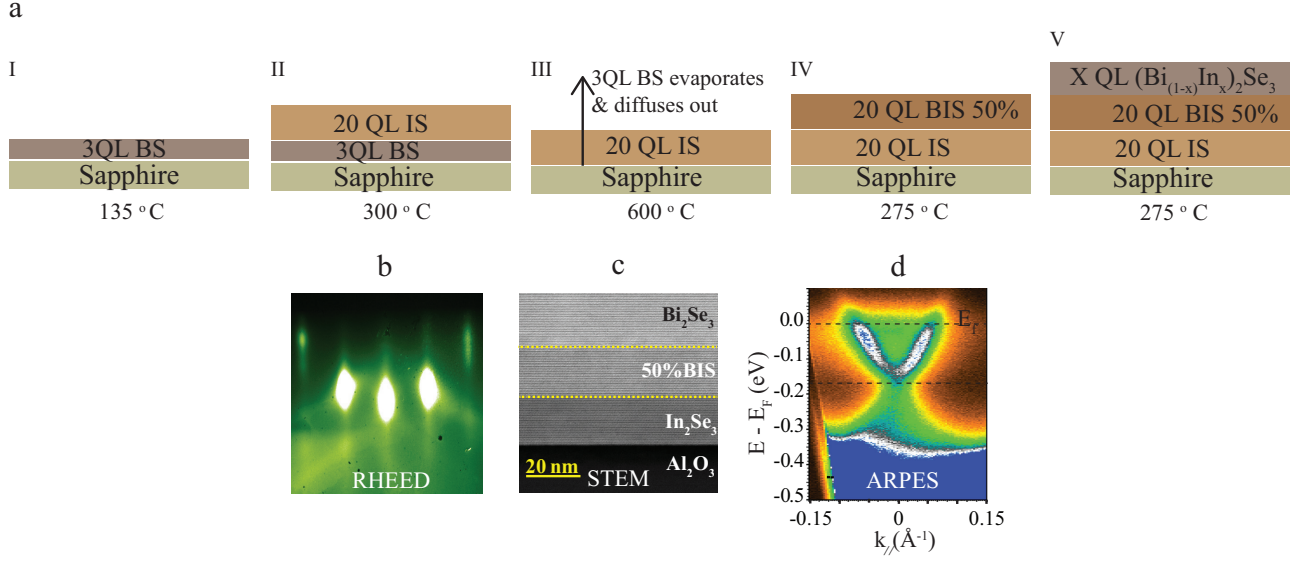 a
I
3QL BS
Sapphire
135 °C
II
20 QL IS
3QL BS
Sapphire
300 °C
III
3QL BS evaporates
& diffuses out
20 QL IS
Sapphire
600 °C
IV
20 QL BIS 50%
20 QL IS
Sapphire
275 °C
V
X QL (Bi(1-x)Inx)2Se3
20 QL BIS 50%
20 QL IS
Sapphire
275 °C
b
RHEED
c
Bi2Se3
50%BIS
In2Se3
Al2O3
20 nm
STEM
d
E - EF (eV)
0.0
-0.1
-0.2
-0.3
-0.4
-0.5
Ef
ARPES
-0.15
0
0.15
k//(Å-1)